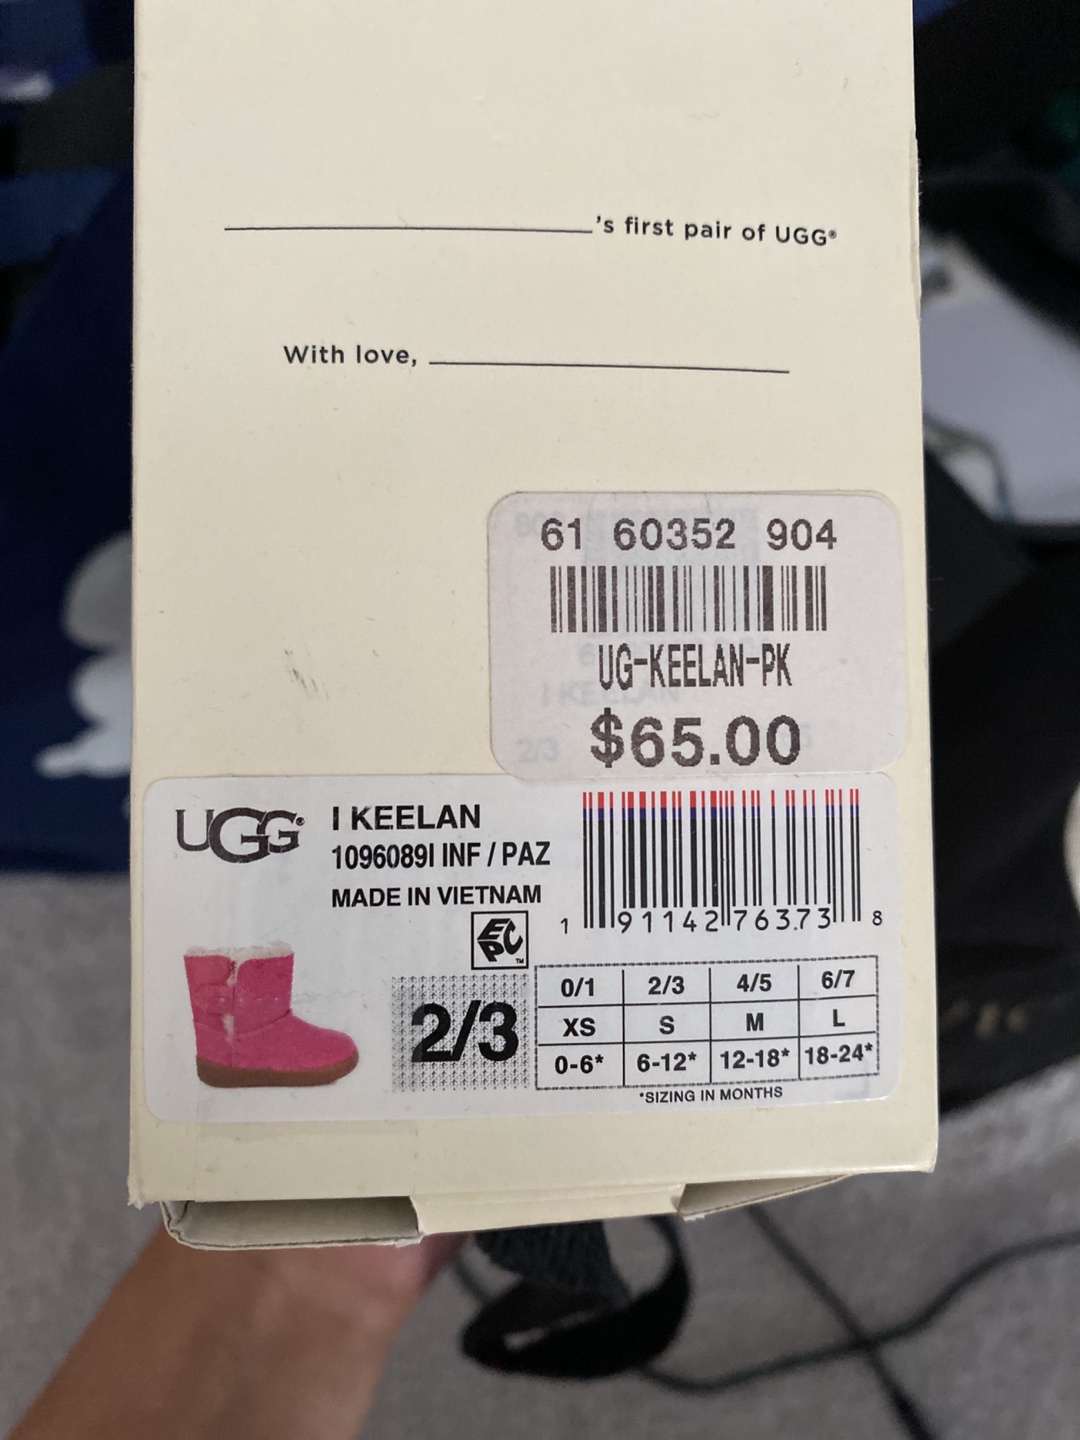 's first pair of UGG®
With love,
61 60352 904
UG-KEELAN-PK
$65.00
UGG®
I KEELAN
1096089I INF / PAZ
MADE IN VIETNAM
1 91142 76373 8
EPC™
2/3
0/1 2/3 4/5 6/7
XS S M L
0-6* 6-12* 12-18* 18-24*
*SIZING IN MONTHS